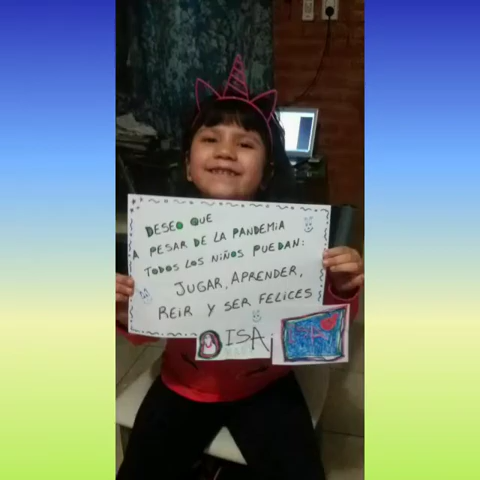 DESEO QUE
A PESAR DE LA PANDEMIA
TODOS LOS NIÑOS PUEDAN:
JUGAR, APRENDER,
REIR Y SER FELICES
ISA